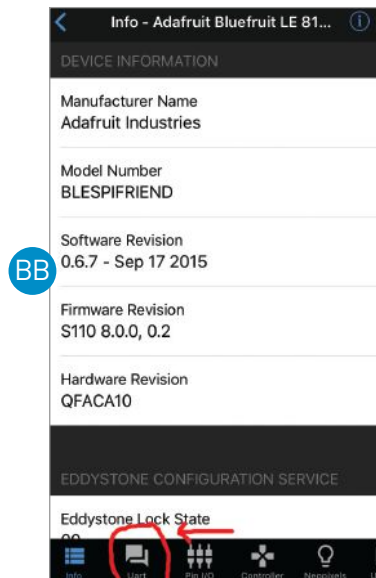 Info - Adafruit Bluefruit LE 81...
DEVICE INFORMATION
Manufacturer Name
Adafruit Industries
Model Number
BLESPIFRIEND
BB
Software Revision
0.6.7 - Sep 17 2015
Firmware Revision
S110 8.0.0, 0.2
Hardware Revision
QFACA10
EDDYSTONE CONFIGURATION SERVICE
Eddystone Lock State
Info Uart Pin I/O Controller Neopixels